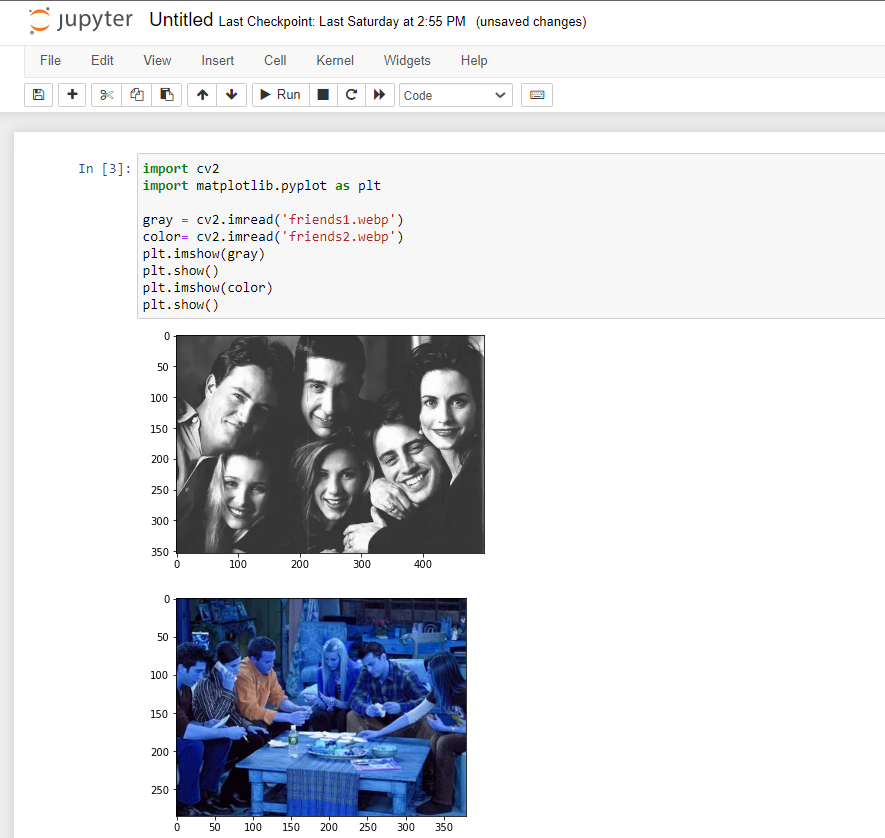 jupyter Untitled Last Checkpoint: Last Saturday at 2:55 PM (unsaved changes)
File Edit View Insert Cell Kernel Widgets Help
Run Code
In [3]: import cv2
import matplotlib.pyplot as plt
gray = cv2.imread('friends1.webp')
color= cv2.imread('friends2.webp')
plt.imshow(gray)
plt.show()
plt.imshow(color)
plt.show()
0
50
100
150
200
250
300
350
0 100 200 300 400
0
50
100
150
200
250
0 50 100 150 200 250 300 350